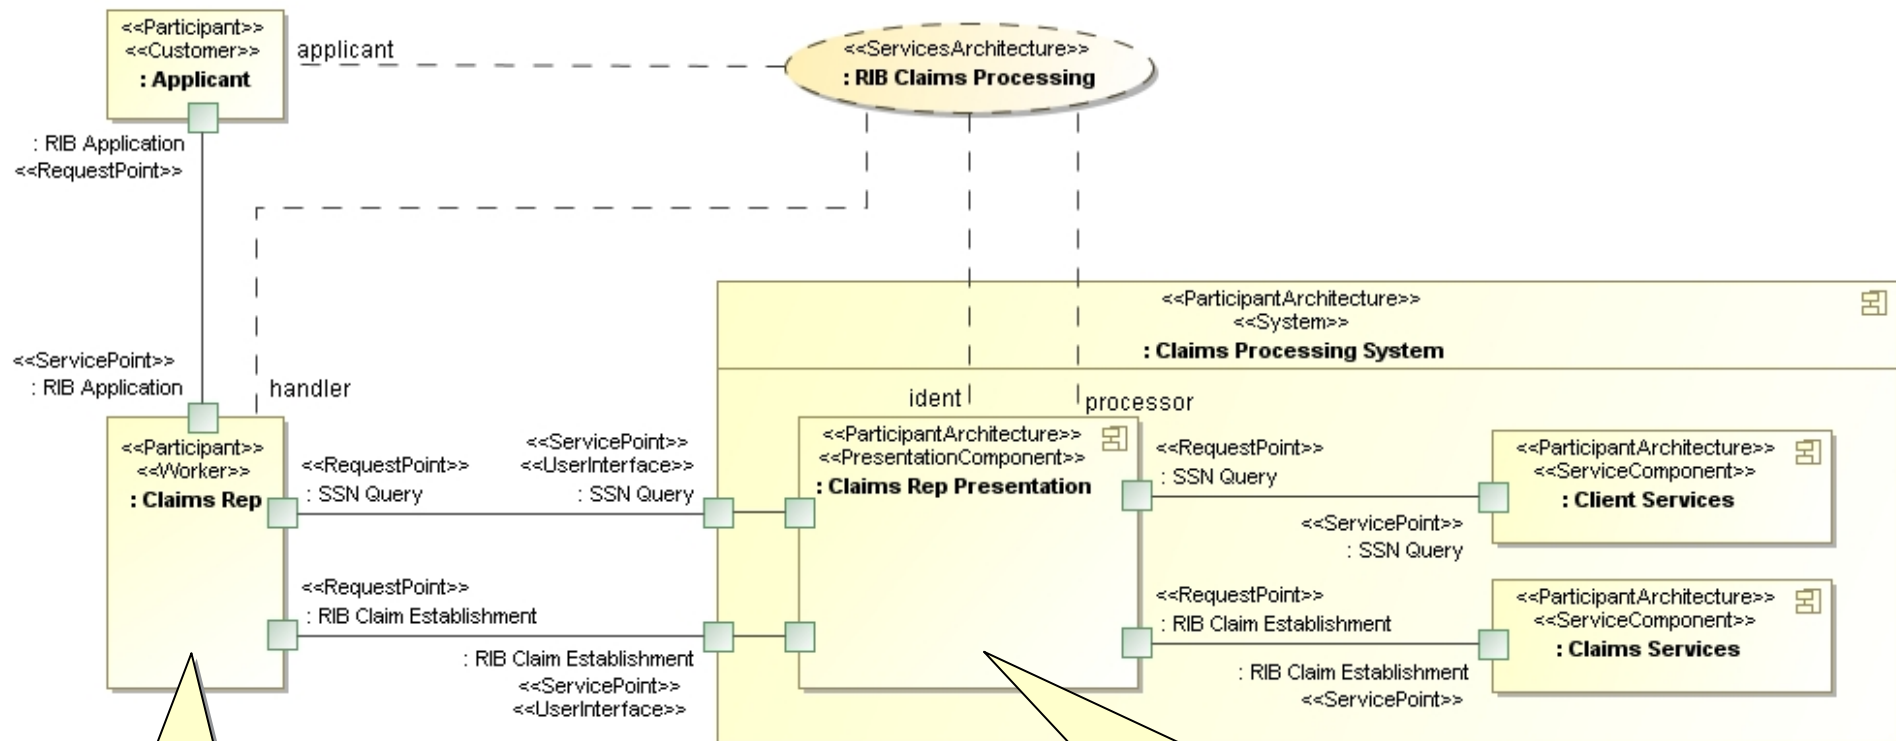 <<Participant>>
<<Customer>>
: Applicant
applicant
<<ServicesArchitecture>>
: RIB Claims Processing
: RIB Application
<<RequestPoint>>
<<ServicePoint>>
: RIB Application
handler
<<Participant>>
<<Worker>>
: Claims Rep
<<RequestPoint>>
: SSN Query
<<ServicePoint>>
<<UserInterface>>
: SSN Query
<<RequestPoint>>
: RIB Claim Establishment
: RIB Claim Establishment
<<ServicePoint>>
<<UserInterface>>
<<ParticipantArchitecture>>
<<System>>
: Claims Processing System
ident
processor
<<ParticipantArchitecture>>
<<PresentationComponent>>
: Claims Rep Presentation
<<RequestPoint>>
: SSN Query
<<ServicePoint>>
: SSN Query
<<ParticipantArchitecture>>
<<ServiceComponent>>
: Client Services
<<RequestPoint>>
: RIB Claim Establishment
: RIB Claim Establishment
<<ServicePoint>>
<<ParticipantArchitecture>>
<<ServiceComponent>>
: Claims Services